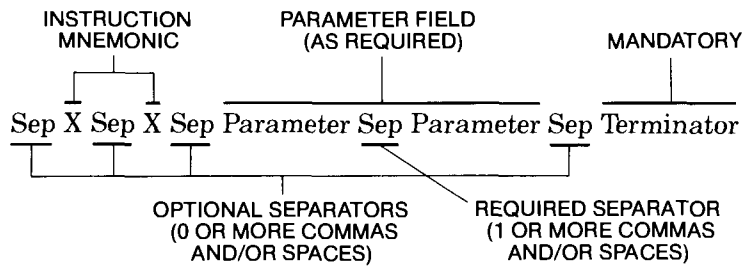 INSTRUCTION
MNEMONIC
PARAMETER FIELD
(AS REQUIRED)
MANDATORY
Sep X Sep X Sep Parameter Sep Parameter Sep Terminator
OPTIONAL SEPARATORS
(0 OR MORE COMMAS
AND/OR SPACES)
REQUIRED SEPARATOR
(1 OR MORE COMMAS
AND/OR SPACES)